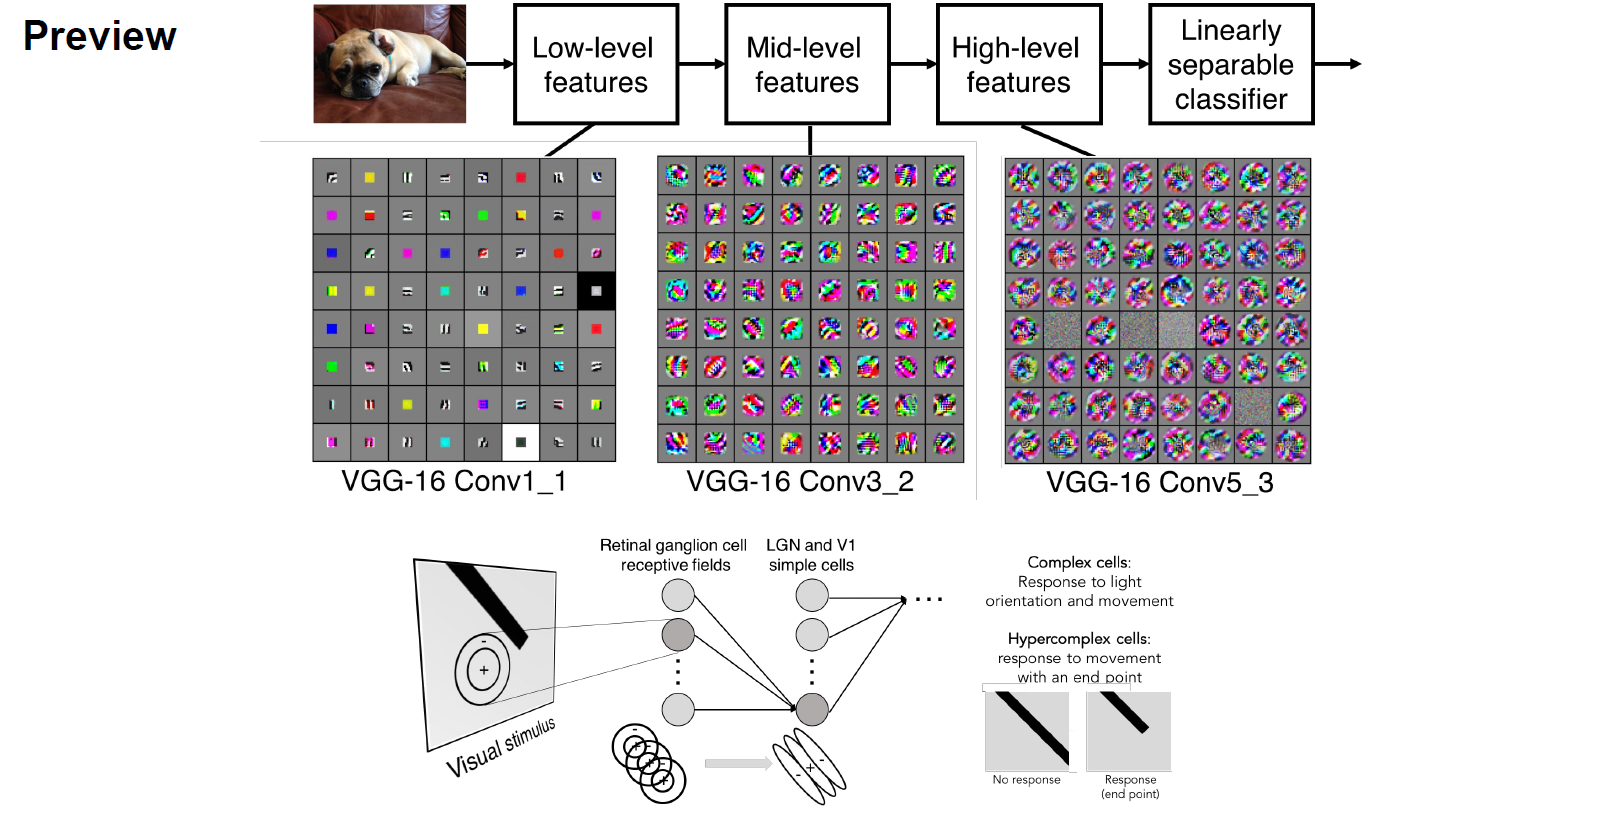 Preview
Low-level
features
Mid-level
features
High-level
features
Linearly
separable
classifier
VGG-16 Conv1_1
VGG-16 Conv3_2
VGG-16 Conv5_3
Visual stimulus
-
+
Retinal ganglion cell
receptive fields
LGN and V1
simple cells
...
Complex cells:
Response to light
orientation and movement
Hypercomplex cells:
response to movement
with an end point
No response
Response
(end point)